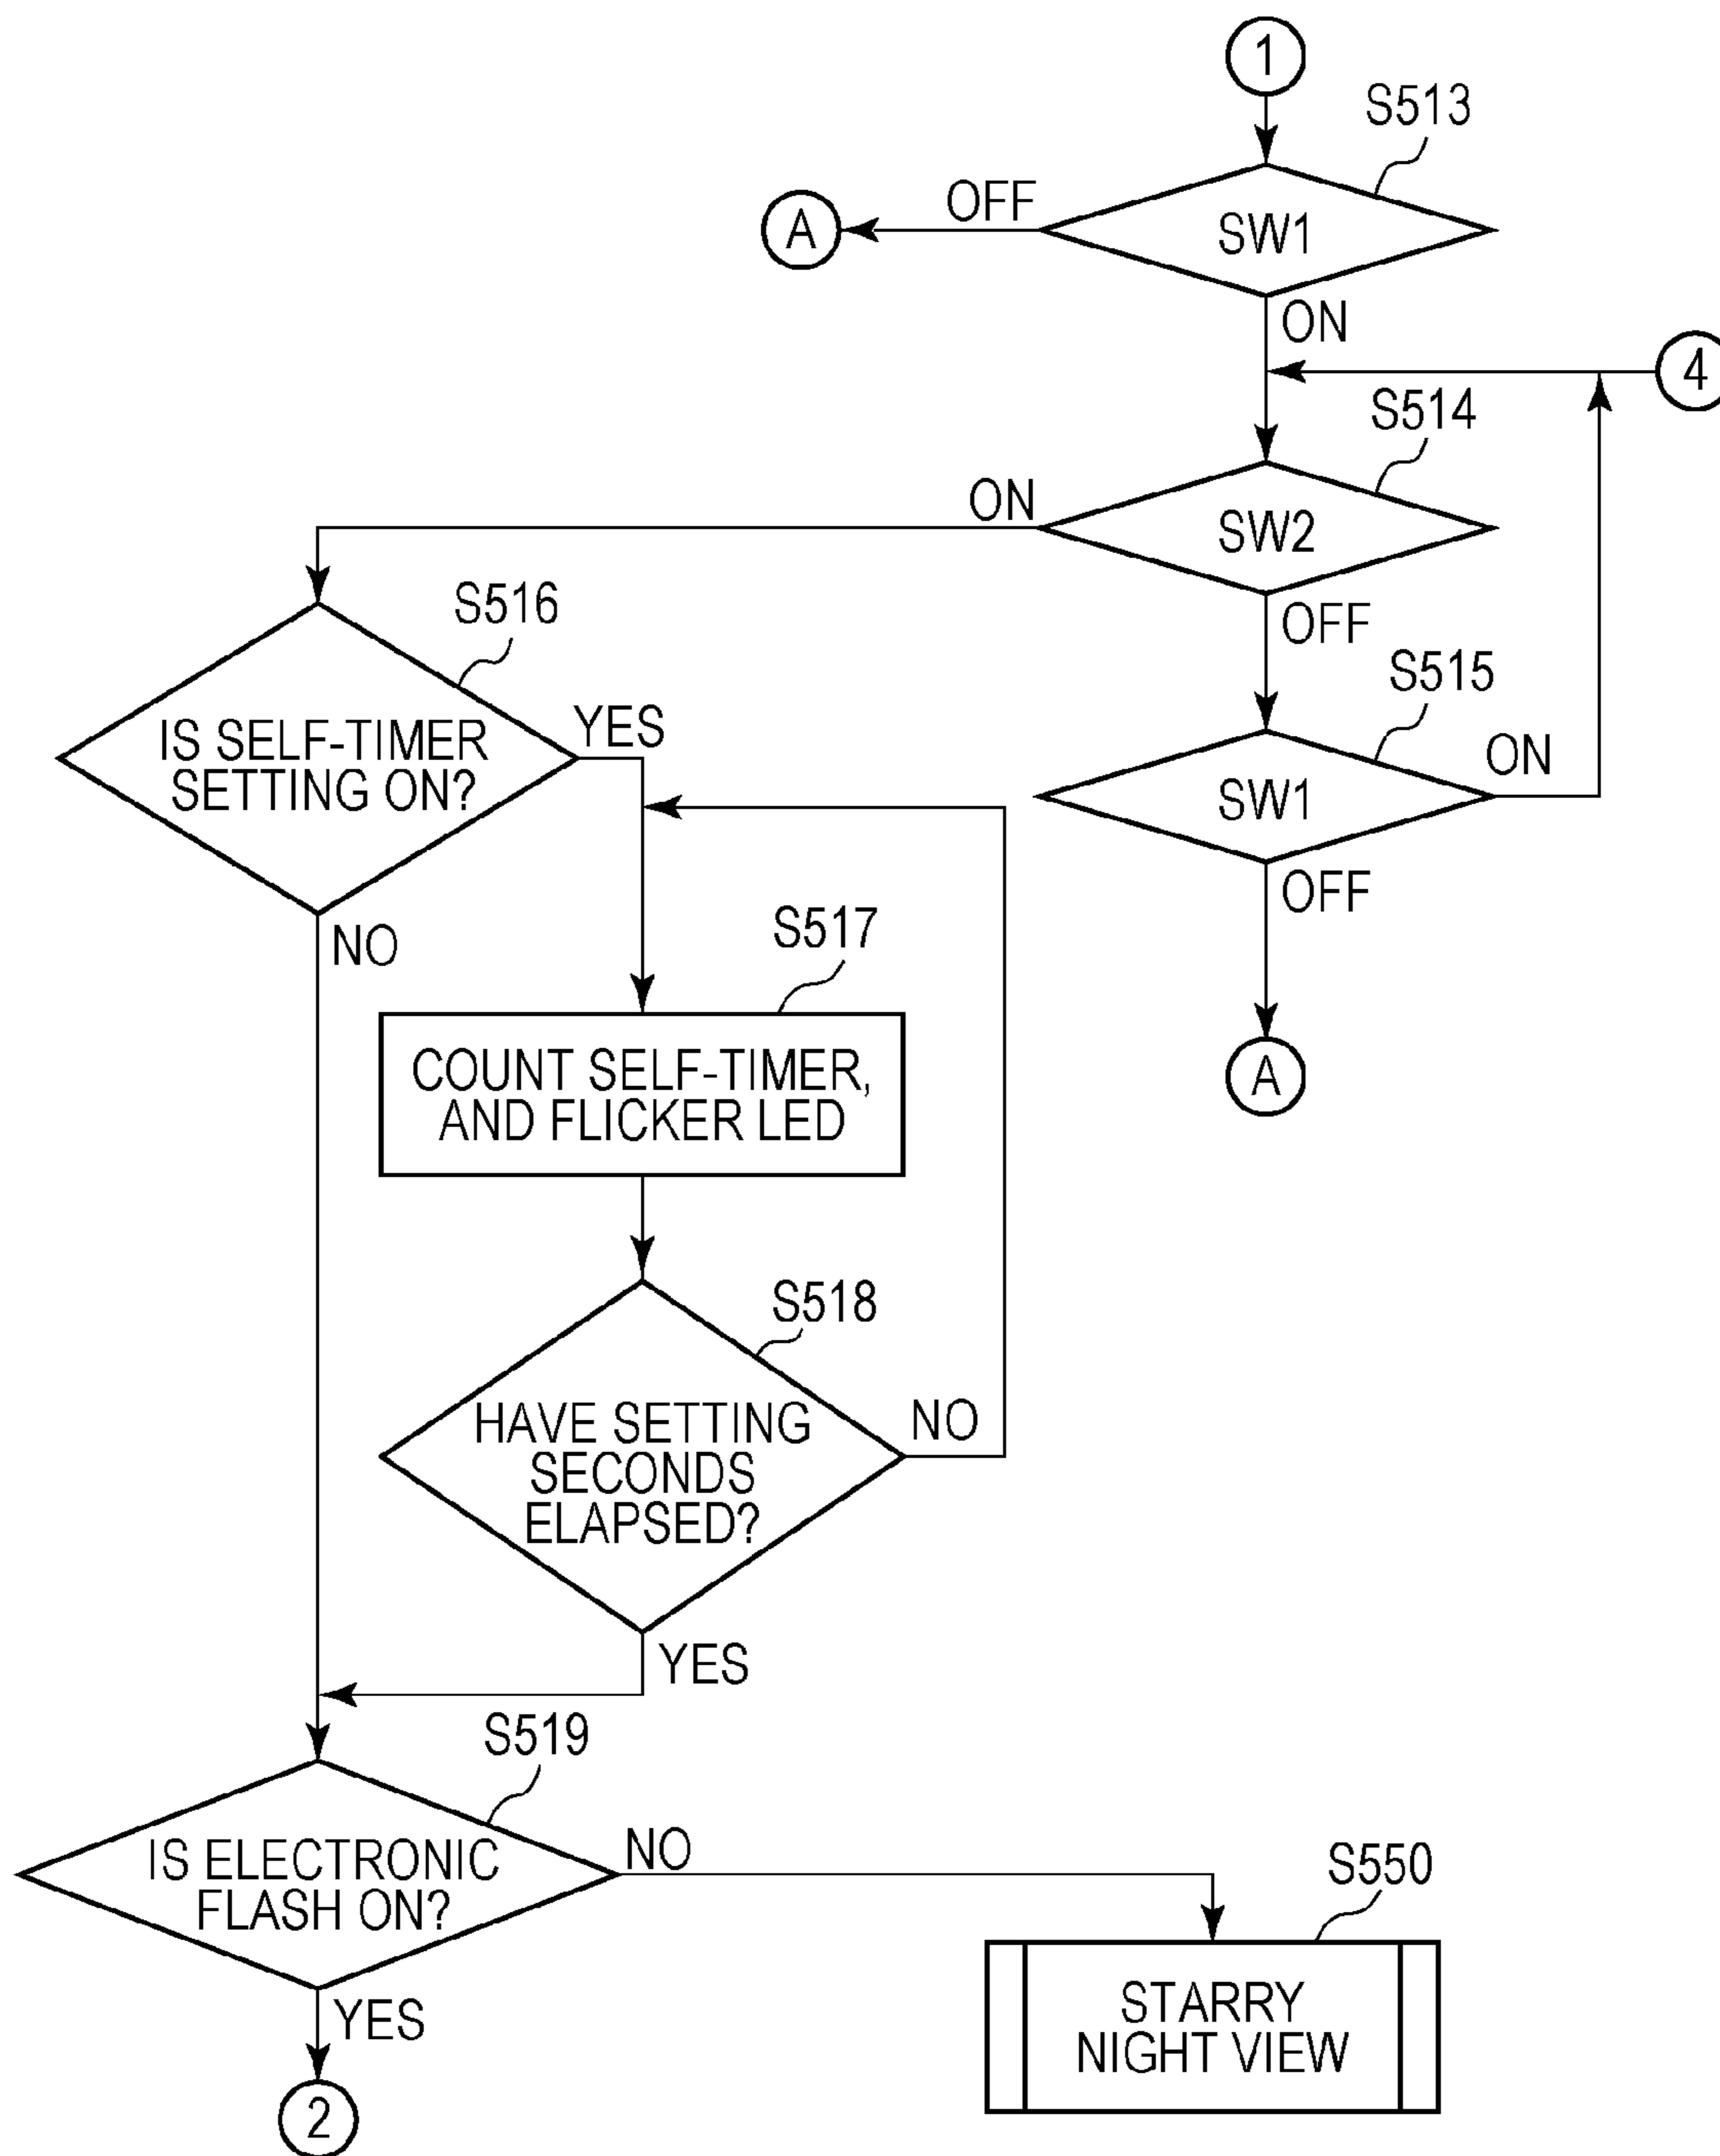 1
S513
OFF
A
SW1
ON
4
S514
ON
SW2
OFF
S516
S515
IS SELF-TIMER
SETTING ON?
YES
ON
SW1
OFF
NO
S517
A
COUNT SELF-TIMER,
AND FLICKER LED
S518
HAVE SETTING
SECONDS
ELAPSED?
NO
YES
S519
IS ELECTRONIC
FLASH ON?
NO
S550
YES
STARRY
NIGHT VIEW
2